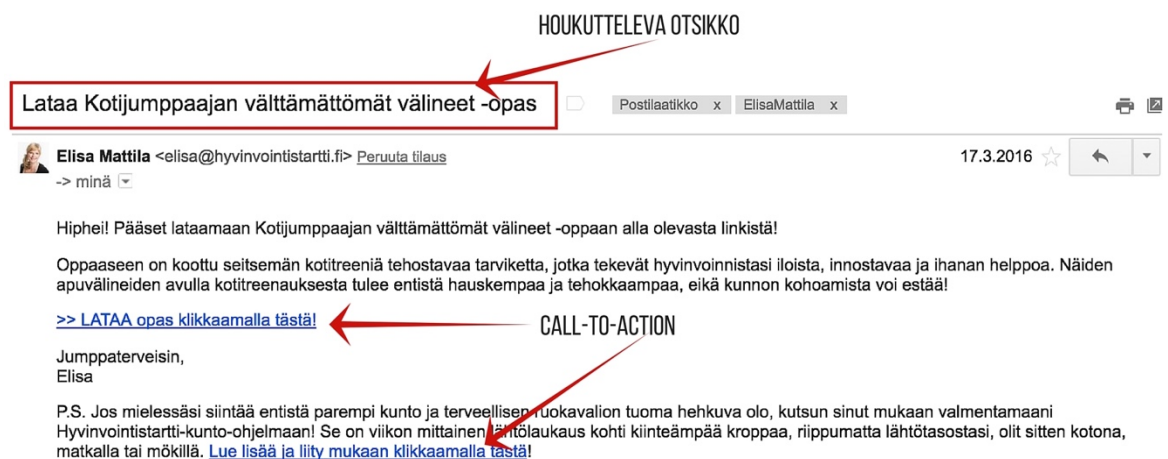 HOUKUTTELEVA OTSIKKO
Lataa Kotijumppaajan välttämättömät välineet -opas
Postilaatikko x ElisaMattila x
Elisa Mattila <elisa@hyvinvointistartti.fi> Peruuta tilaus
17.3.2016
-> minä
Hiphei! Pääset lataamaan Kotijumppaajan välttämättömät välineet -oppaan alla olevasta linkistä!
Oppaaseen on koottu seitsemän kotitreeniä tehostavaa tarviketta, jotka tekevät hyvinvoinnistasi iloista, innostavaa ja ihanan helppoa. Näiden
apuvälineiden avulla kotitreenauksesta tulee entistä hauskempaa ja tehokkaampaa, eikä kunnon kohoamista voi estää!
>> LATAA opas klikkaamalla tästä!
CALL-TO-ACTION
Jumppaterveisin,
Elisa
P.S. Jos mielessäsi siintää entistä parempi kunto ja terveellisen ruokavalion tuoma hehkuva olo, kutsun sinut mukaan valmentamaani
Hyvinvointistartti-kunto-ohjelmaan! Se on viikon mittainen lähtölaukaus kohti kiinteämpää kroppaa, riippumatta lähtötasostasi, olit sitten kotona,
matkalla tai mökillä. Lue lisää ja liity mukaan klikkaamalla tästä!